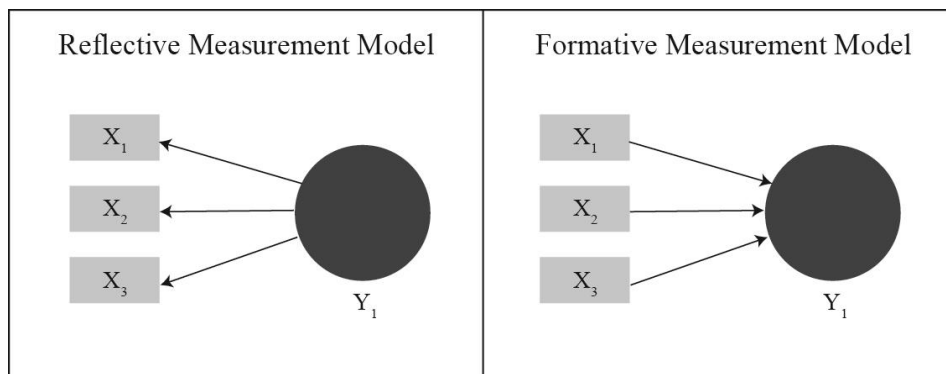 Reflective Measurement Model
X₁
X₂
X₃
Y₁
Formative Measurement Model
X₁
X₂
X₃
Y₁